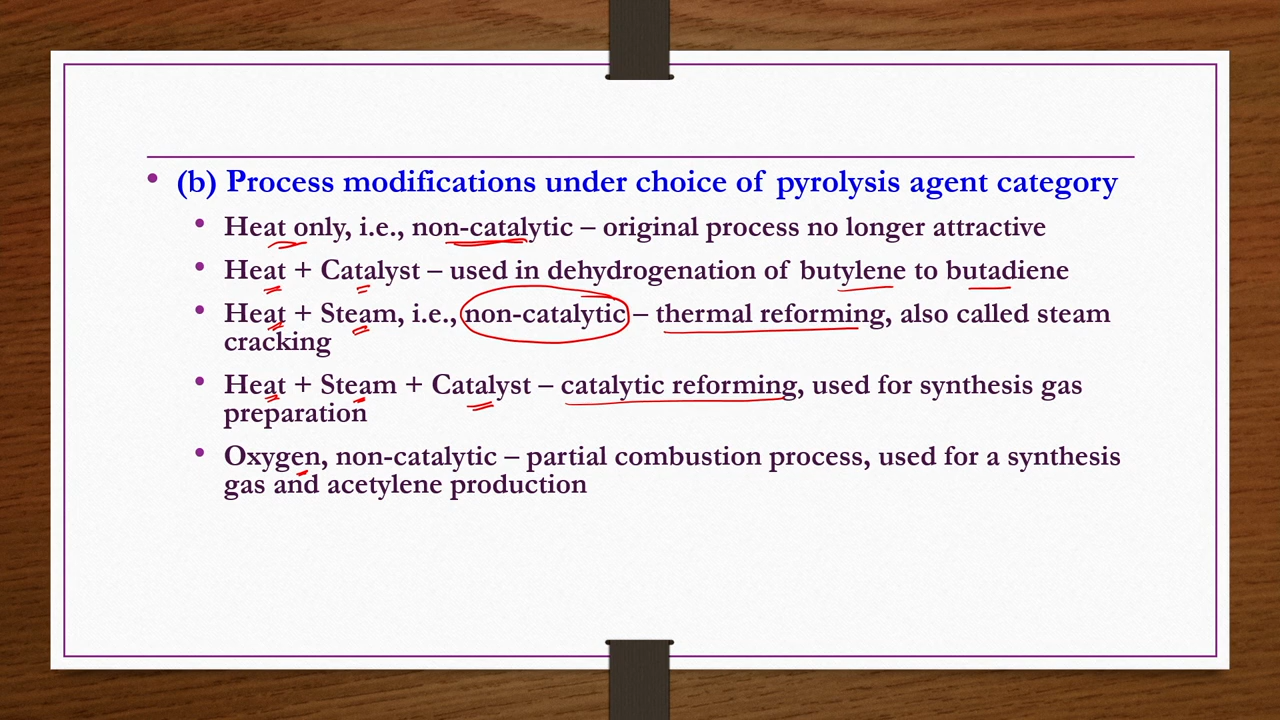 • (b) Process modifications under choice of pyrolysis agent category
• Heat only, i.e., non-catalytic – original process no longer attractive
• Heat + Catalyst – used in dehydrogenation of butylene to butadiene
• Heat + Steam, i.e., non-catalytic – thermal reforming, also called steam
cracking
• Heat + Steam + Catalyst – catalytic reforming, used for synthesis gas
preparation
• Oxygen, non-catalytic – partial combustion process, used for a synthesis
gas and acetylene production